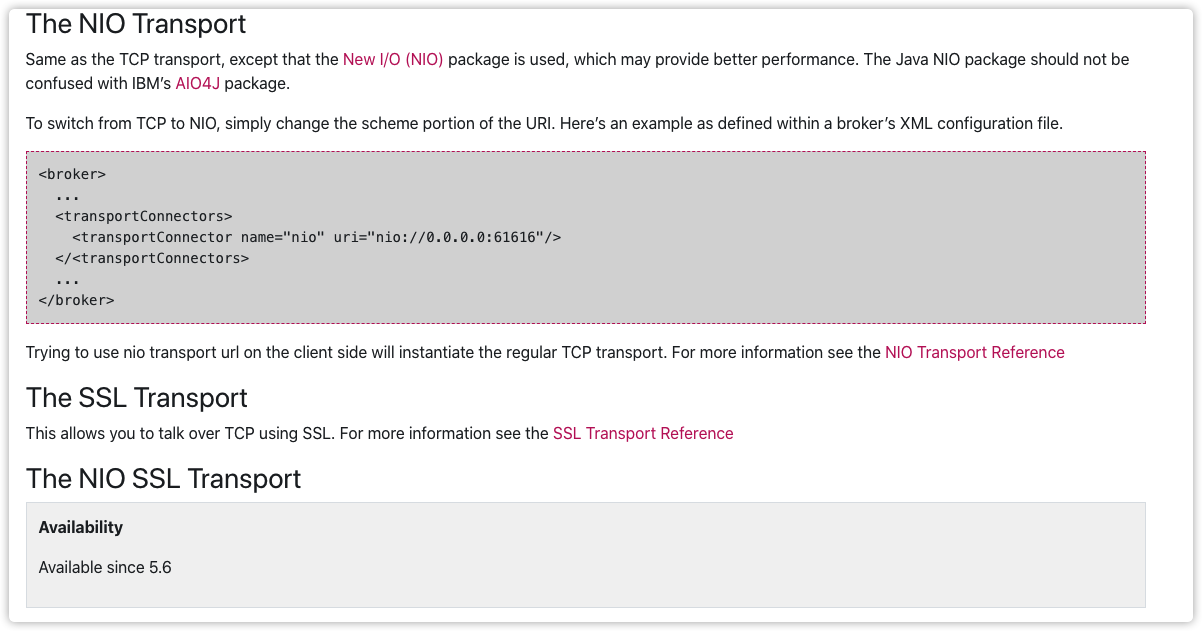 The NIO Transport
Same as the TCP transport, except that the New I/O (NIO) package is used, which may provide better performance. The Java NIO package should not be
confused with IBM’s AIO4J package.
To switch from TCP to NIO, simply change the scheme portion of the URI. Here’s an example as defined within a broker’s XML configuration file.
<broker>
  ...
  <transportConnectors>
    <transportConnector name="nio" uri="nio://0.0.0.0:61616"/>
  </<transportConnectors>
  ...
</broker>
Trying to use nio transport url on the client side will instantiate the regular TCP transport. For more information see the NIO Transport Reference
The SSL Transport
This allows you to talk over TCP using SSL. For more information see the SSL Transport Reference
The NIO SSL Transport
Availability
Available since 5.6